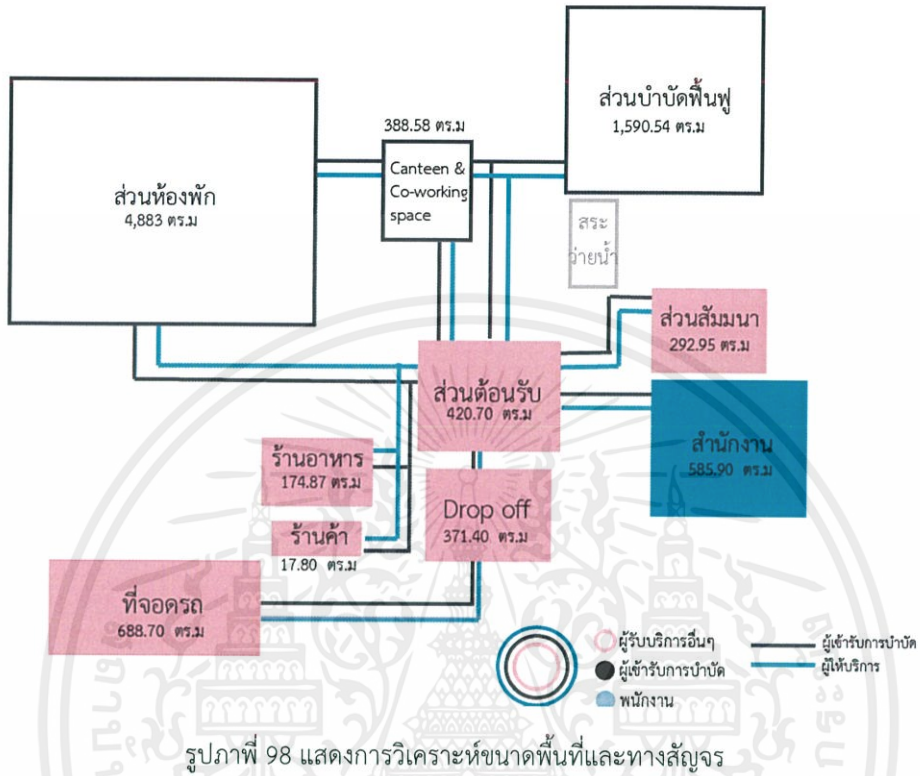 ส่วนบำบัดฟื้นฟู
1,590.54 ตร.ม
388.58 ตร.ม
Canteen &
Co-working
space
ส่วนห้องพัก
4,883 ตร.ม
สระ
ว่ายน้ำ
ส่วนสัมมนา
292.95 ตร.ม
ส่วนต้อนรับ
420.70 ตร.ม
สำนักงาน
585.90 ตร.ม
ร้านอาหาร
174.87 ตร.ม
Drop off
371.40 ตร.ม
ร้านค้า
17.80 ตร.ม
ที่จอดรถ
688.70 ตร.ม
ผู้รับบริการอื่นๆ
ผู้เข้ารับการบำบัด
พนักงาน
ผู้เข้ารับการบำบัด
ผู้ให้บริการ
รูปภาพี่ 98 แสดงการวิเคราะห์ขนาดพื้นที่และทางสัญจร